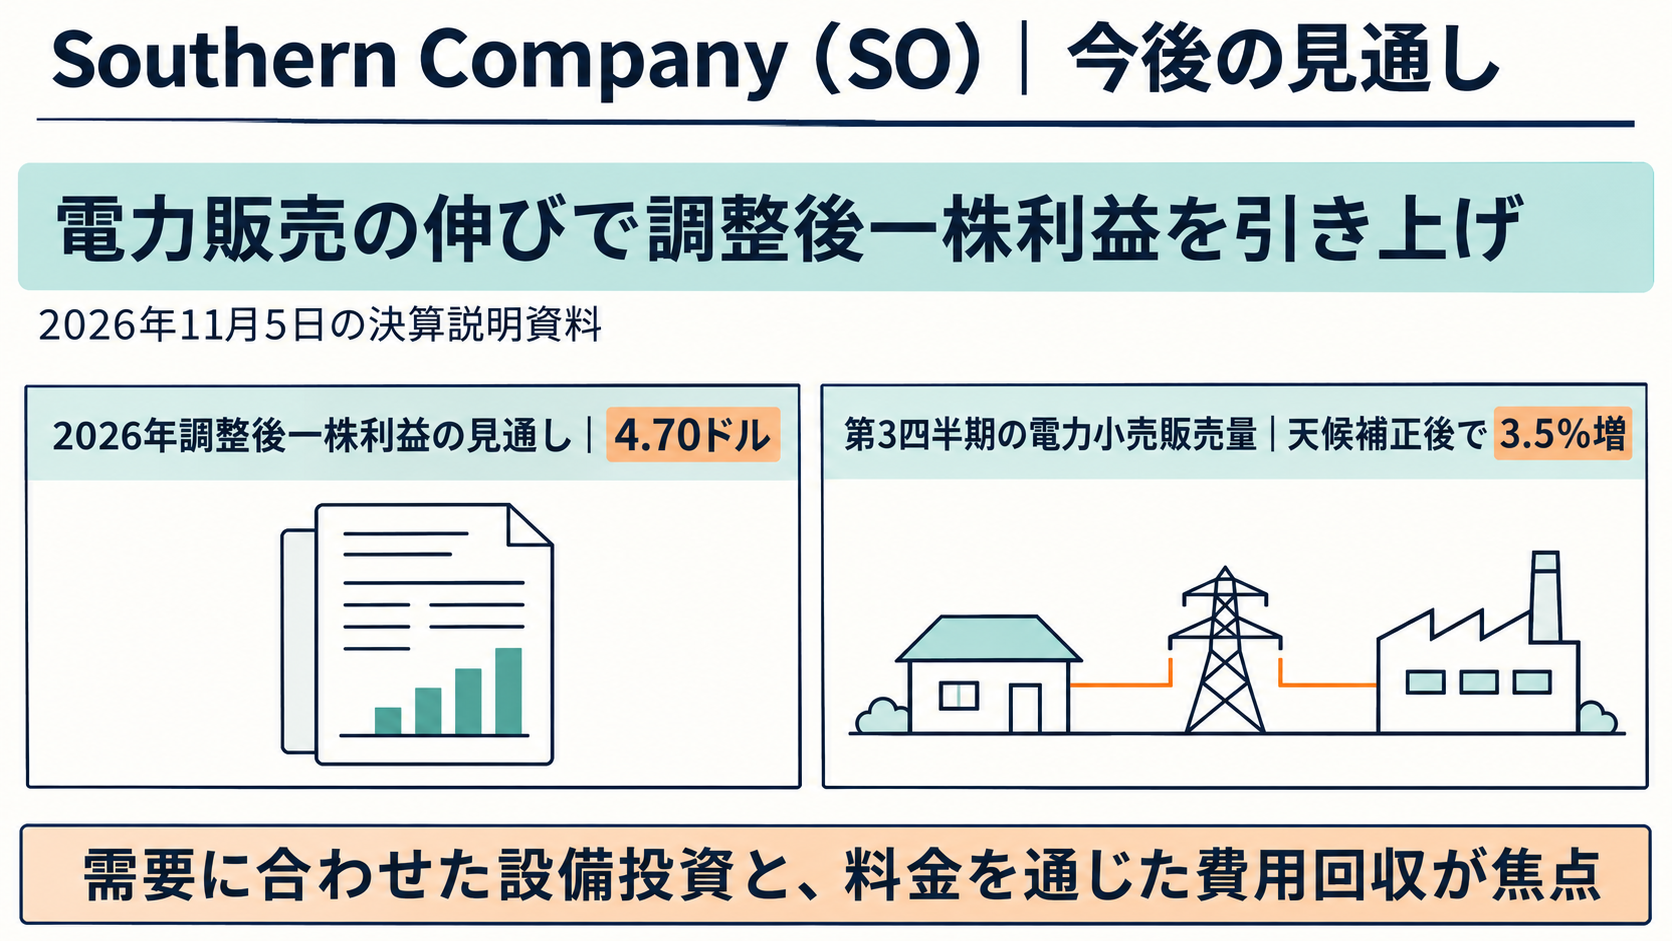 Southern Company（SO）｜ 今後の見通し
電力販売の伸びで調整後一株利益を引き上げ
2026年11月5日の決算説明資料
2026年調整後一株利益の見通し｜4.70ドル
第3四半期の電力小売販売量｜天候補正後で 3.5%増
需要に合わせた設備投資と、料金を通じた費用回収が焦点